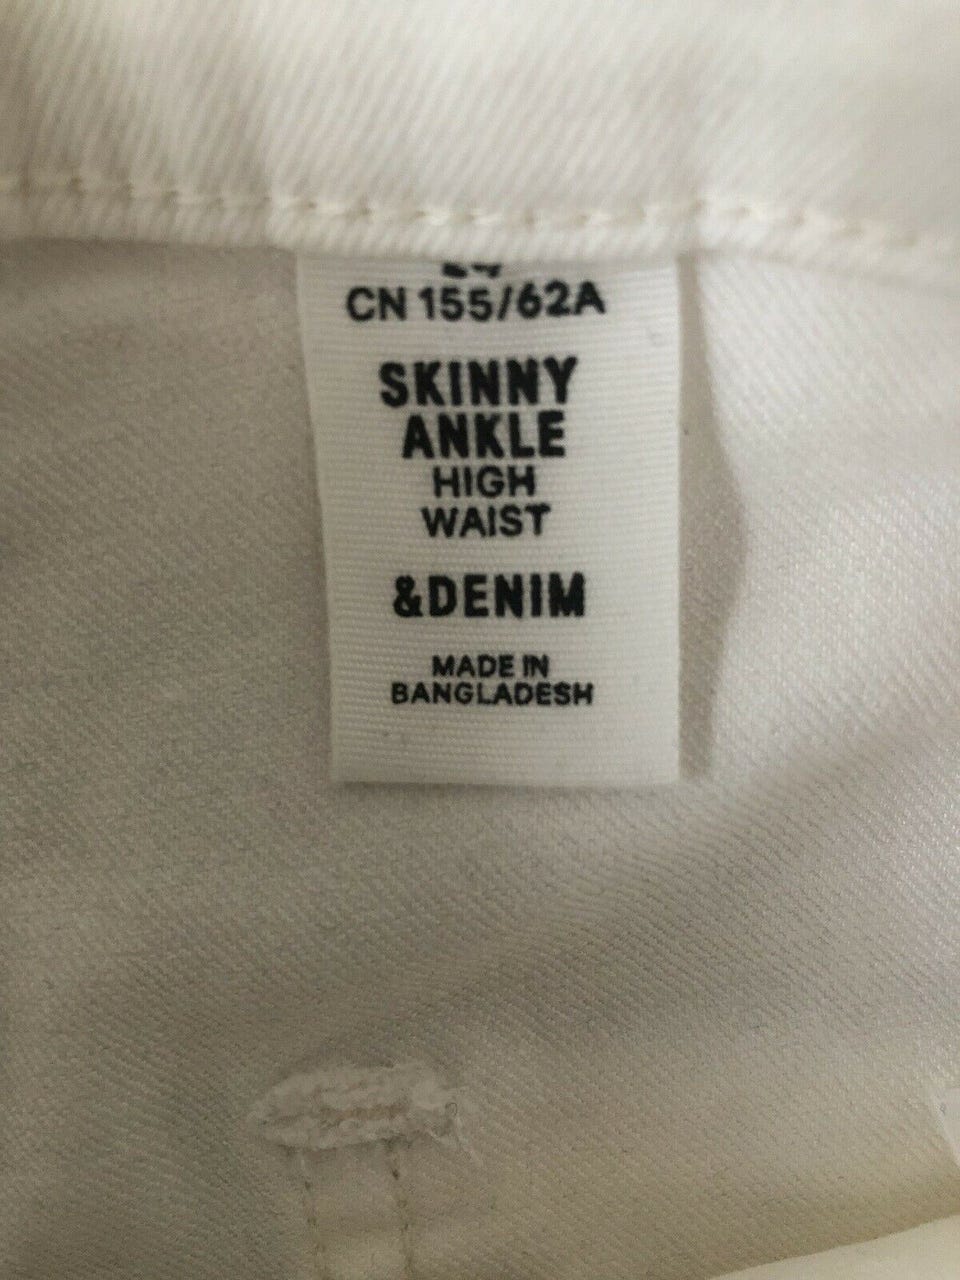 CN 155/62A
SKINNY
ANKLE
HIGH
WAIST
&DENIM
MADE IN
BANGLADESH